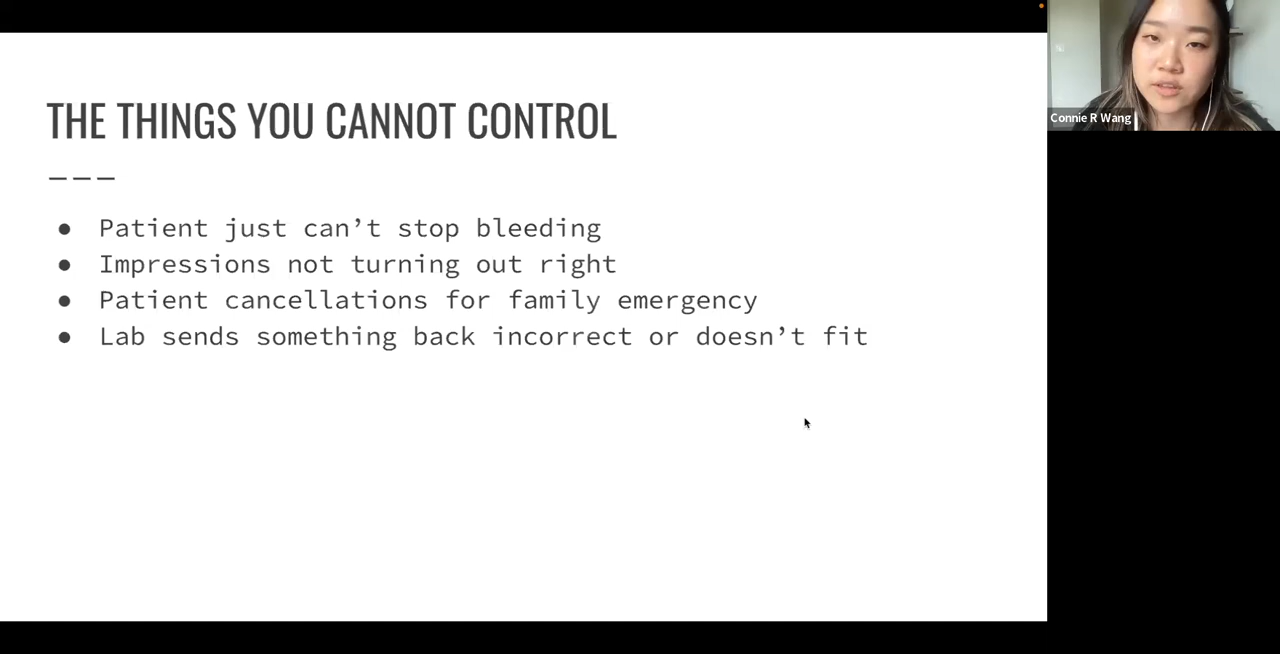 THE THINGS YOU CANNOT CONTROL
● Patient just can’t stop bleeding
● Impressions not turning out right
● Patient cancellations for family emergency
● Lab sends something back incorrect or doesn’t fit
Connie R Wang